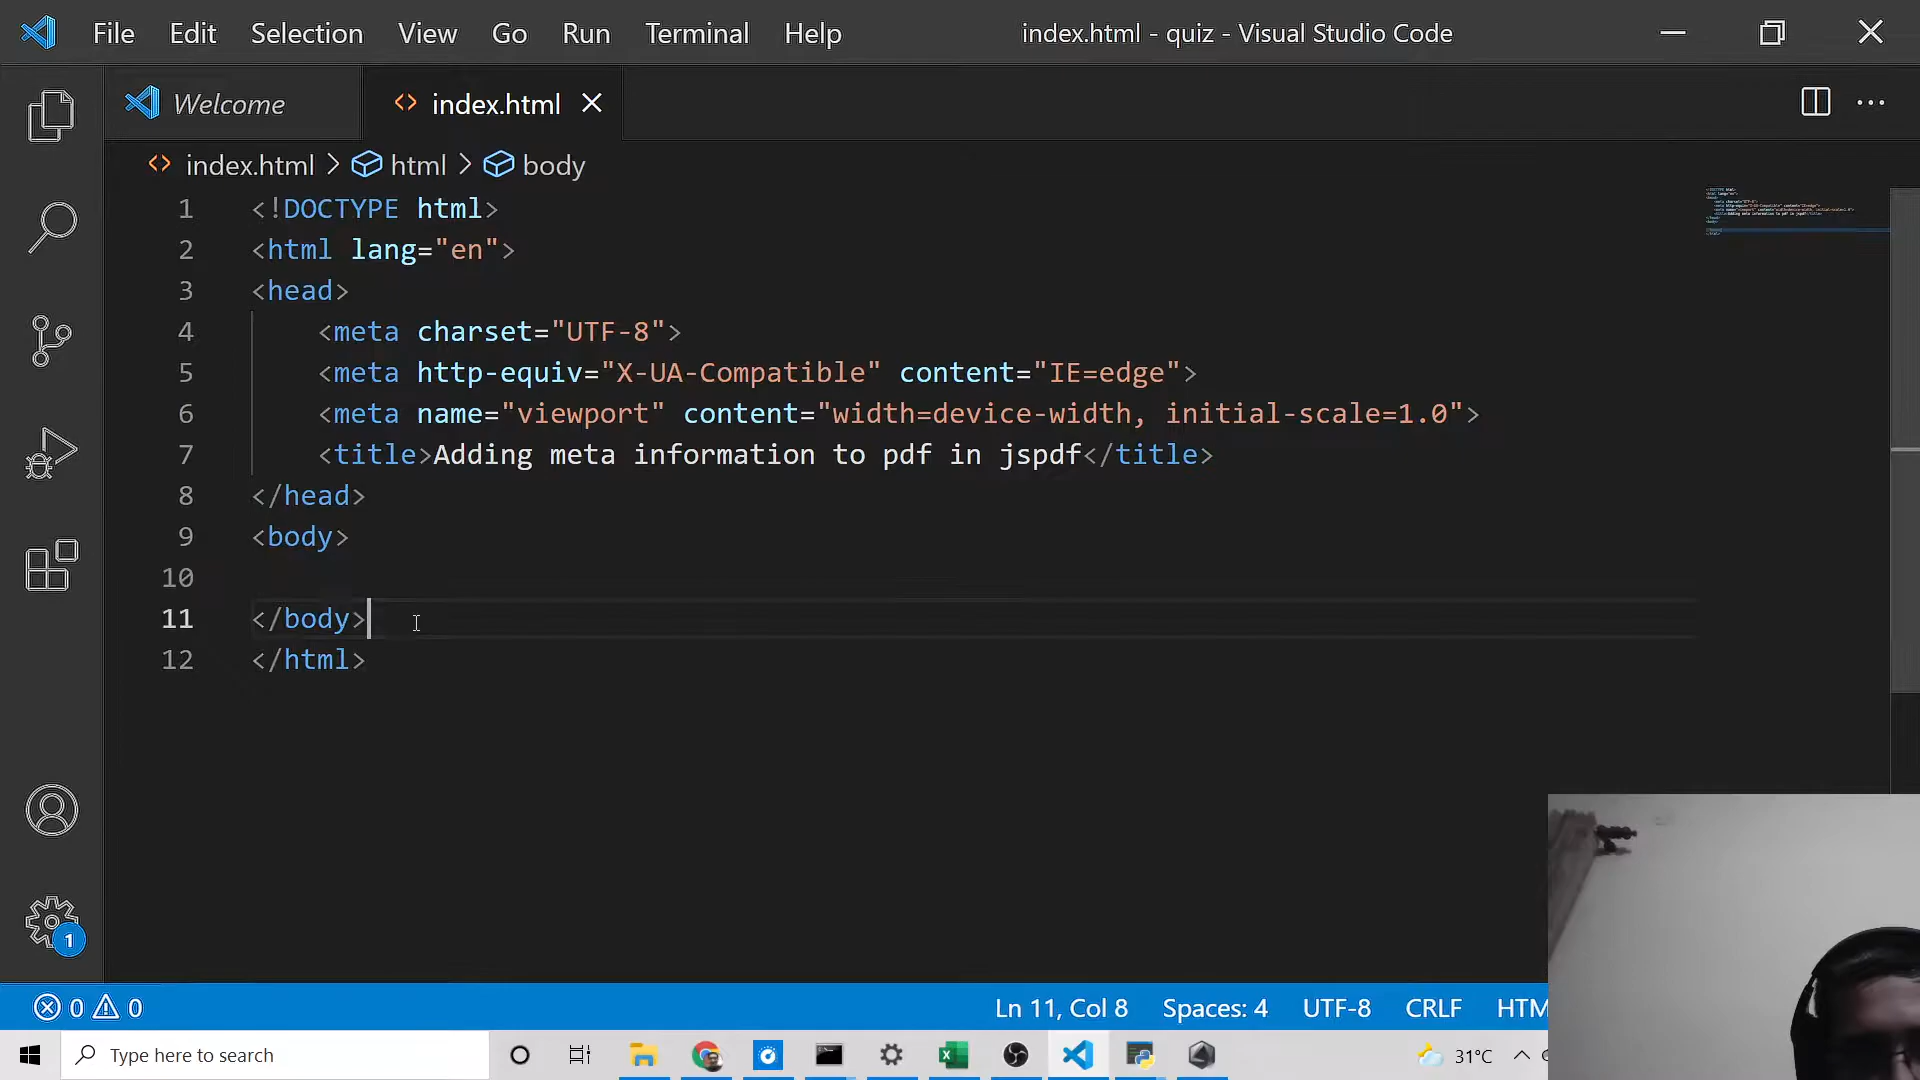 File Edit Selection View Go Run Terminal Help index.html - quiz - Visual Studio Code
Welcome index.html
index.html > html > body
1 <!DOCTYPE html>
2 <html lang="en">
3 <head>
4 <meta charset="UTF-8">
5 <meta http-equiv="X-UA-Compatible" content="IE=edge">
6 <meta name="viewport" content="width=device-width, initial-scale=1.0">
7 <title>Adding meta information to pdf in jspdf</title>
8 </head>
9 <body>
10
11 </body>
12 </html>
1
0 0 Ln 11, Col 8 Spaces: 4 UTF-8 CRLF HTM
Type here to search 31°C